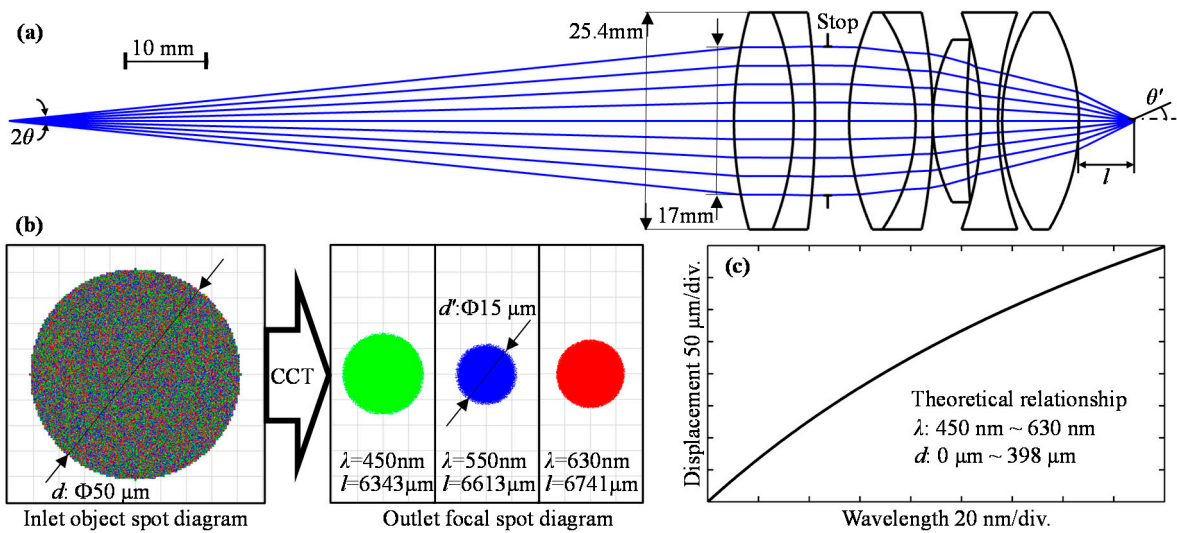 (a)
10 mm
2θ
25.4mm
Stop
17mm
θ′
l
(b)
d: Φ50 μm
Inlet object spot diagram
CCT
d′:Φ15 μm
λ=450nm
l=6343μm
λ=550nm
l=6613μm
λ=630nm
l=6741μm
Outlet focal spot diagram
(c)
Displacement 50 μm/div.
Theoretical relationship
λ: 450 nm ~ 630 nm
d: 0 μm ~ 398 μm
Wavelength 20 nm/div.